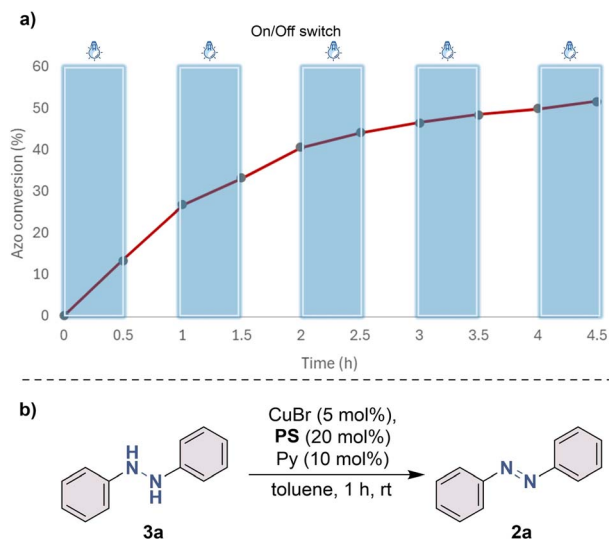 a)
On/Off switch
60
50
40
30
20
10
0
Azo conversion (%)
0 0.5 1 1.5 2 2.5 3 3.5 4 4.5
Time (h)
b)
CuBr (5 mol%),
PS (20 mol%)
Py (10 mol%)
toluene, 1 h, rt
H
N
N
H
3a
N
N
2a